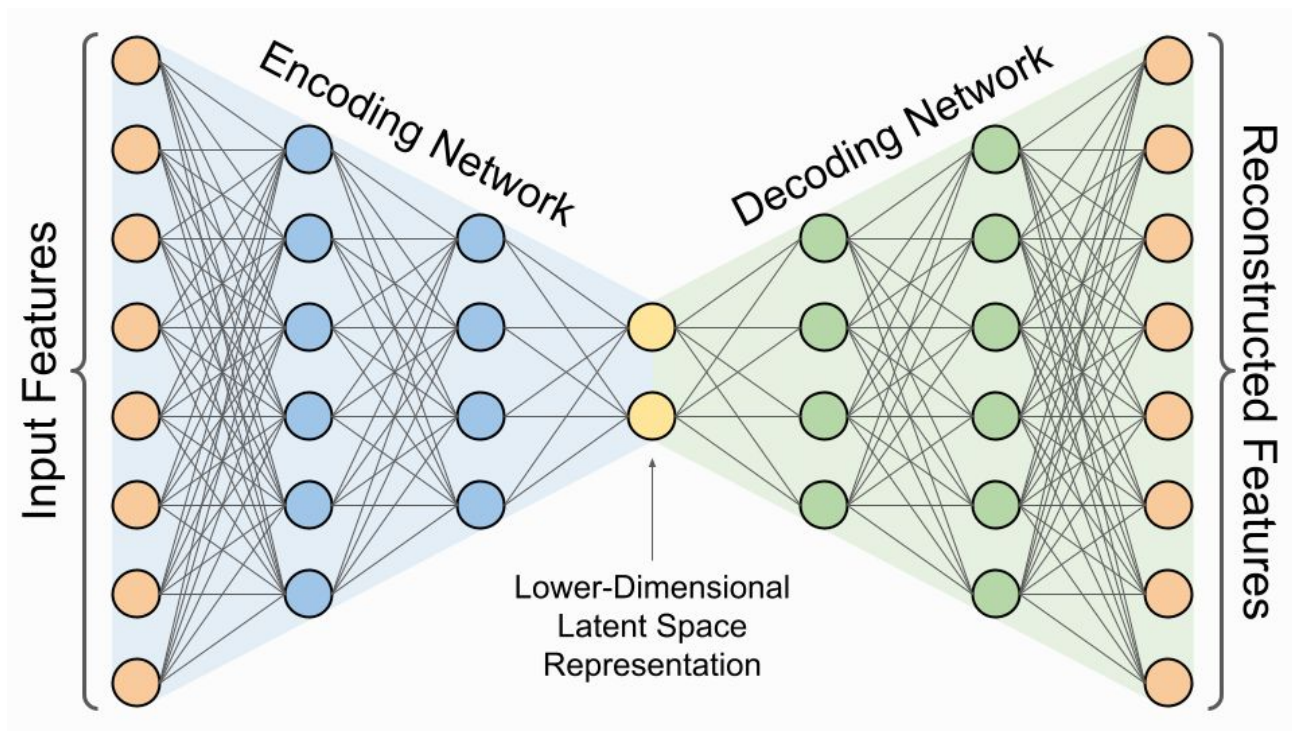 Input Features
Encoding Network
Lower-Dimensional
Latent Space
Representation
Decoding Network
Reconstructed Features